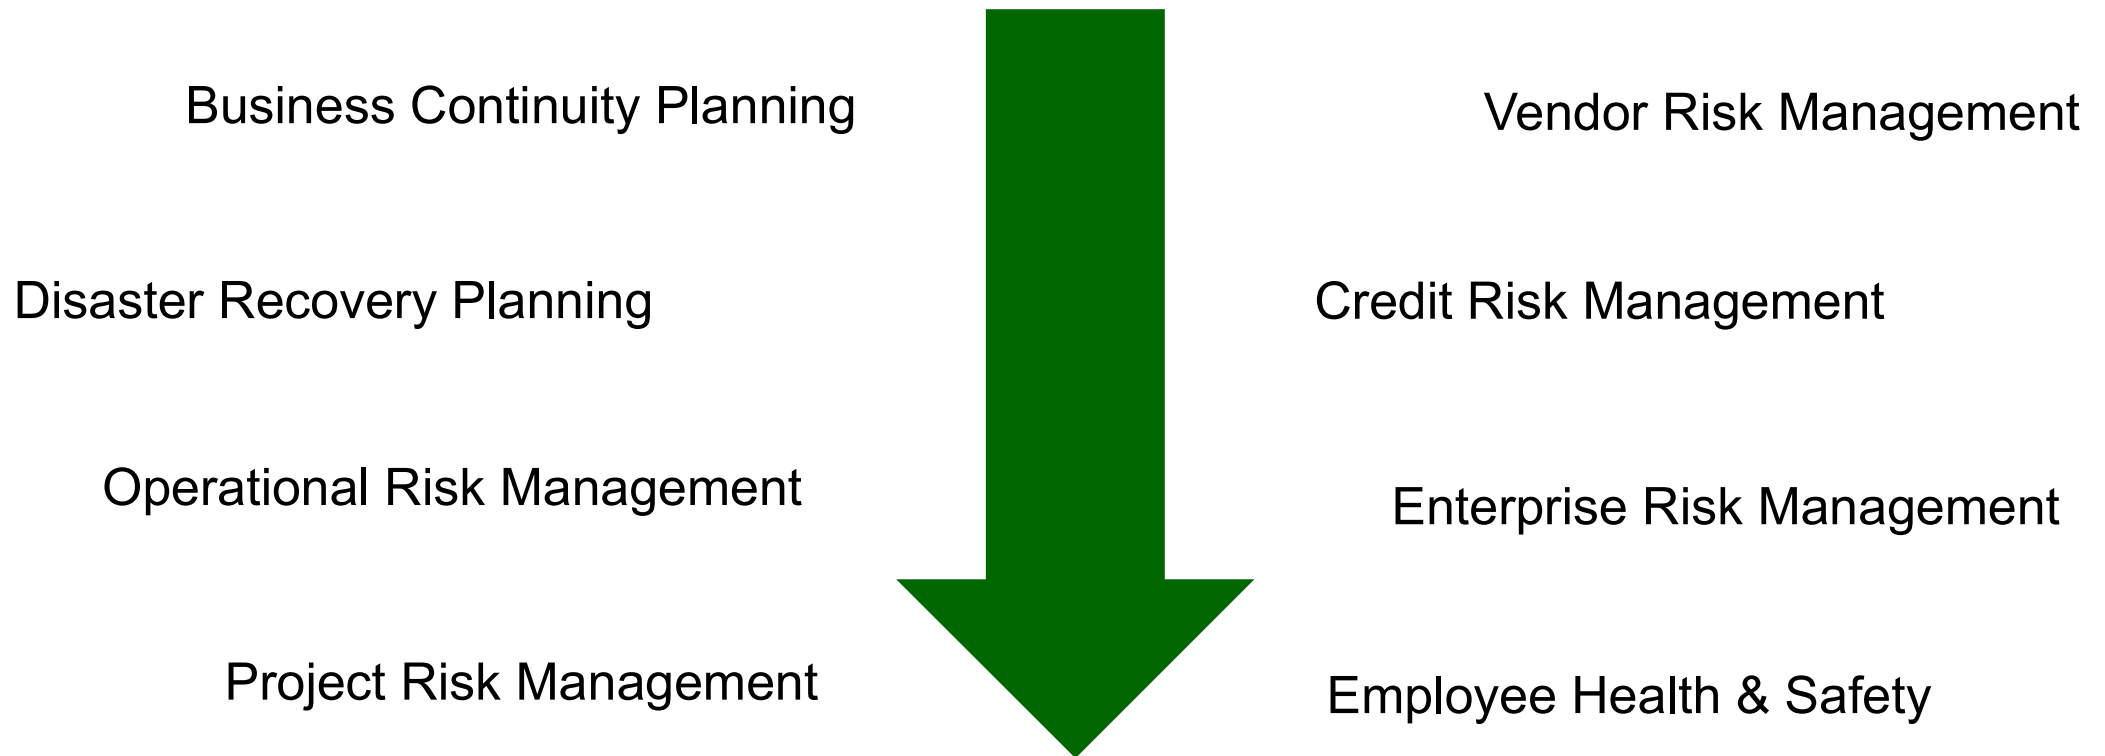 Business Continuity Planning
Vendor Risk Management
Disaster Recovery Planning
Credit Risk Management
Operational Risk Management
Enterprise Risk Management
Project Risk Management
Employee Health & Safety